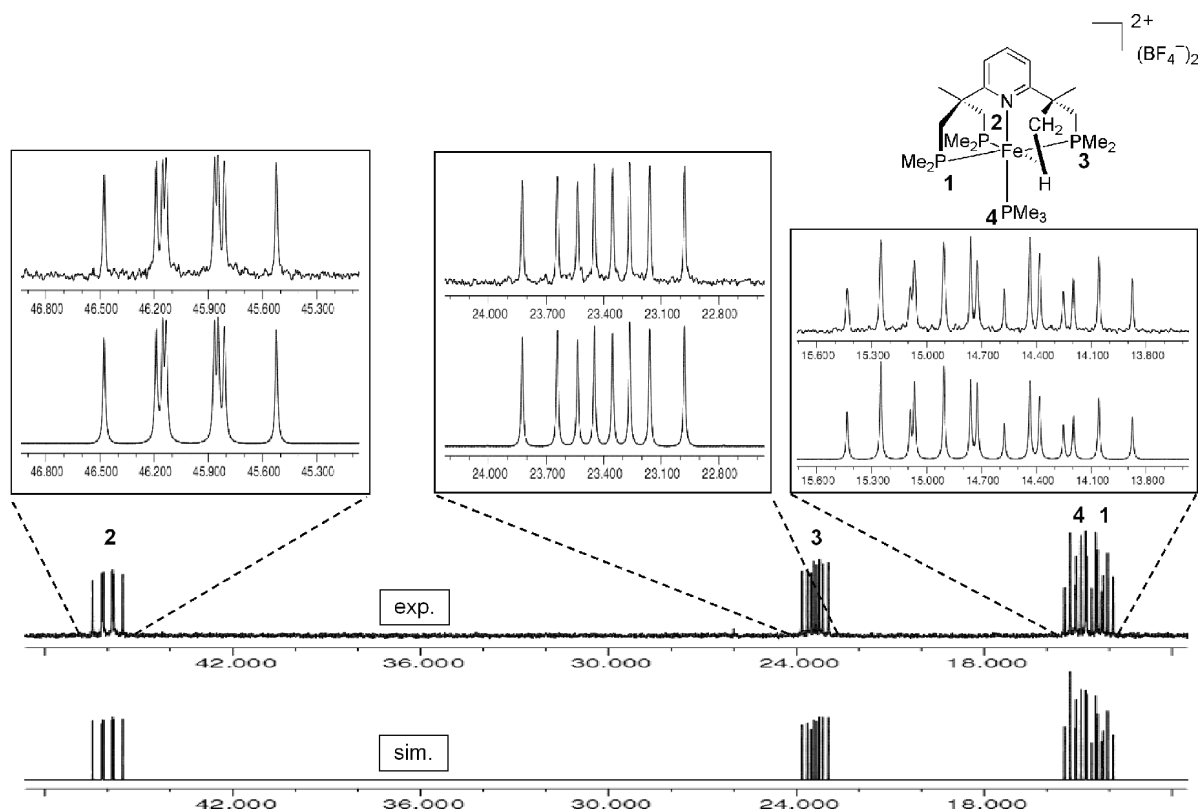 2+
(BF4−)2
N
2
CH2
Me2P
Fe
PMe2
Me2P
3
1
H
4 PMe3
46.800 46.500 46.200 45.900 45.600 45.300
46.800 46.500 46.200 45.900 45.600 45.300
24.000 23.700 23.400 23.100 22.800
24.000 23.700 23.400 23.100 22.800
15.600 15.300 15.000 14.700 14.400 14.100 13.800
15.600 15.300 15.000 14.700 14.400 14.100 13.800
2
3
4 1
exp.
42.000 36.000 30.000 24.000 18.000
sim.
42.000 36.000 30.000 24.000 18.000